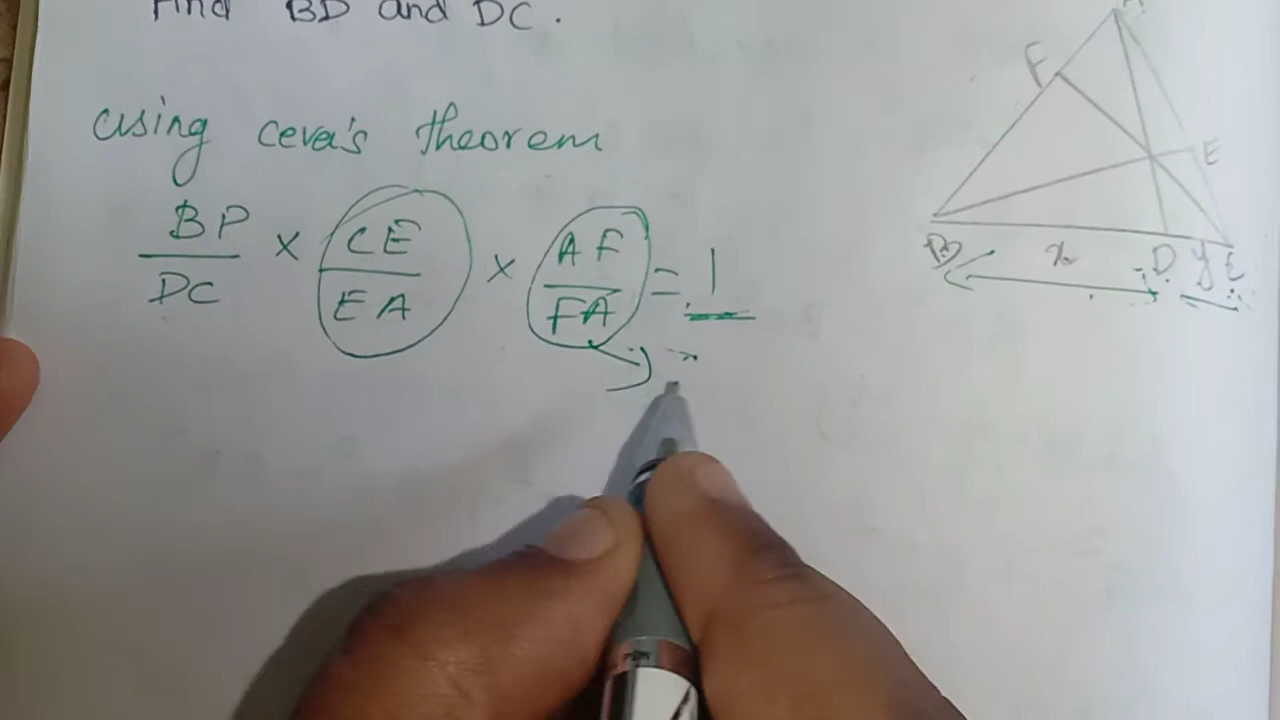 Find BD and DC.
using ceva's theorem
BP/DC × CE/EA × AF/FA = 1
A
F
E
B x D y C